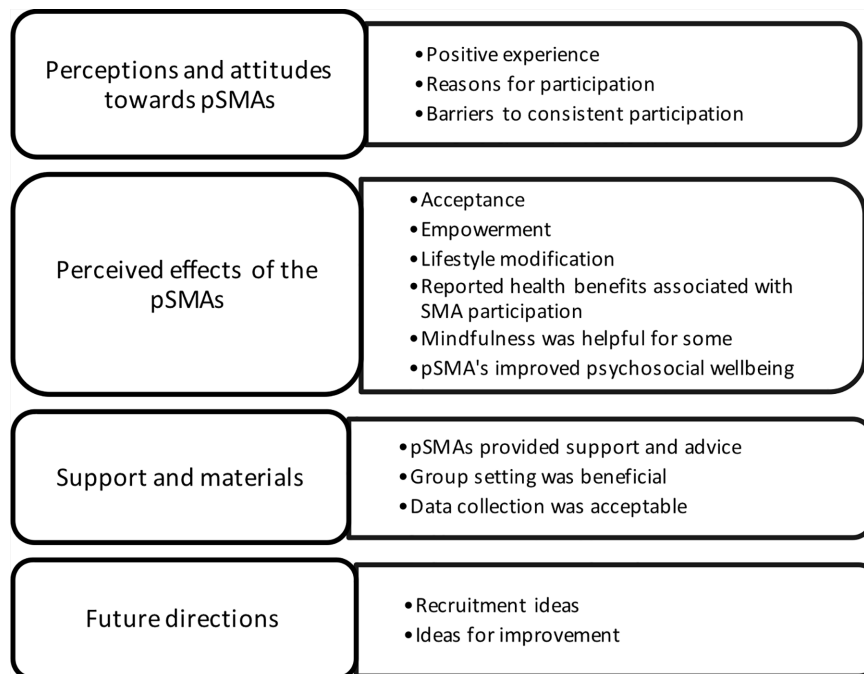 Perceptions and attitudes
towards pSMAs
•Positive experience
•Reasons for participation
•Barriers to consistent participation
Perceived effects of the
pSMAs
•Acceptance
•Empowerment
•Lifestyle modification
•Reported health benefits associated with
SMA participation
•Mindfulness was helpful for some
•pSMA's improved psychosocial wellbeing
Support and materials
•pSMAs provided support and advice
•Group setting was beneficial
•Data collection was acceptable
Future directions
•Recruitment ideas
•Ideas for improvement